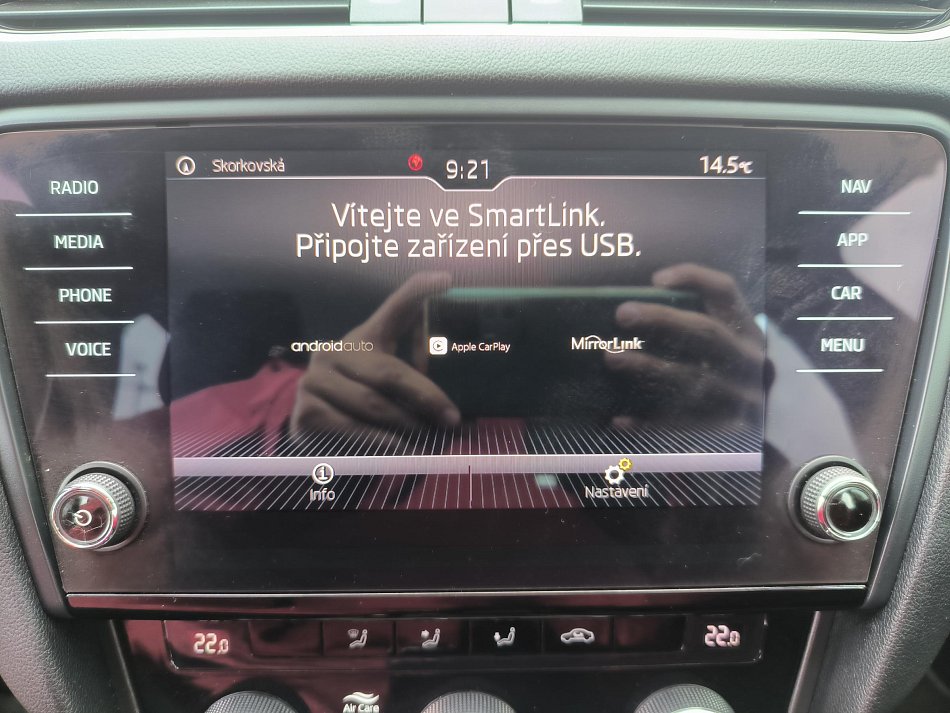 Skorkovská
9:21
14.5°C
RADIO
MEDIA
PHONE
VOICE
Vítejte ve SmartLink.
Připojte zařízení přes USB.
androidauto
Apple CarPlay
MirrorLink
Info
Nastavení
NAV
APP
CAR
MENU
22.0
22.0
Air Care